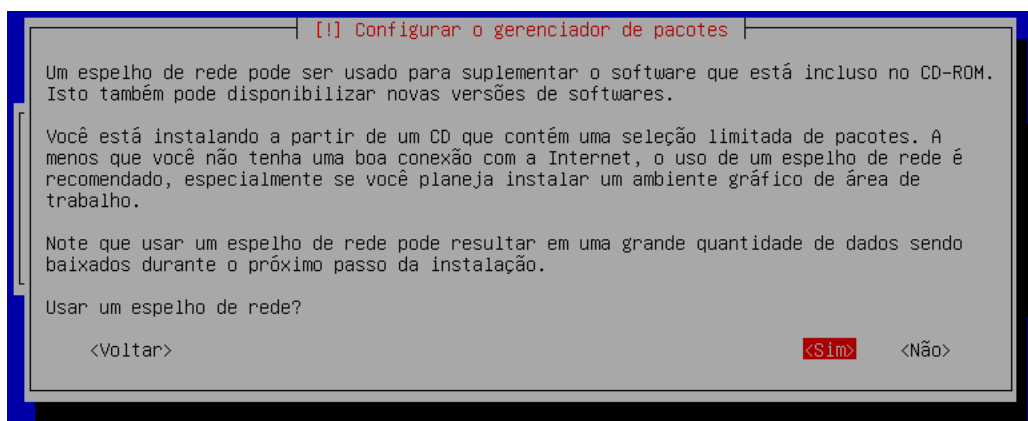 [!] Configurar o gerenciador de pacotes
Um espelho de rede pode ser usado para suplementar o software que está incluso no CD-ROM.
Isto também pode disponibilizar novas versões de softwares.
Você está instalando a partir de um CD que contém uma seleção limitada de pacotes. A
menos que você não tenha uma boa conexão com a Internet, o uso de um espelho de rede é
recomendado, especialmente se você planeja instalar um ambiente gráfico de área de
trabalho.
Note que usar um espelho de rede pode resultar em uma grande quantidade de dados sendo
baixados durante o próximo passo da instalação.
Usar um espelho de rede?
<Voltar> <Sim> <Não>